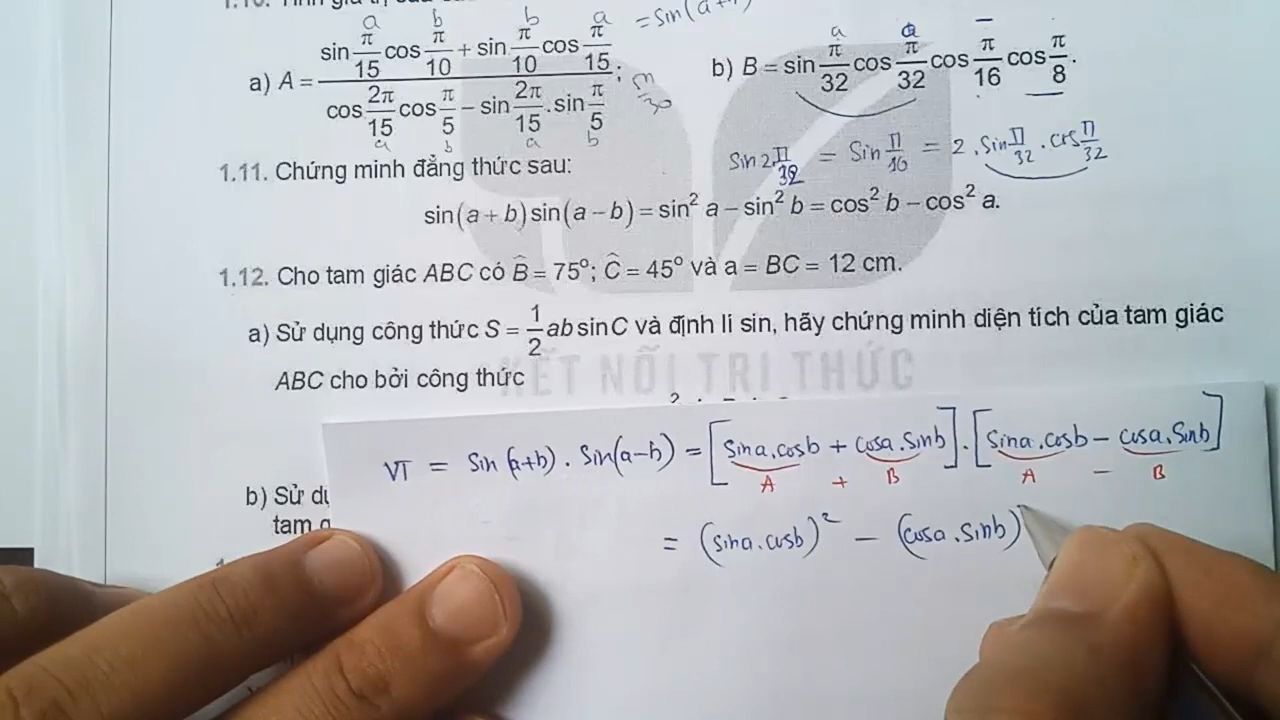 = sin(a+
a) A = (sin π/15 cos π/10 + sin π/10 cos π/15) / (cos 2π/15 cos π/5 − sin 2π/15 . sin π/5);
a b b a
a b a b
b) B = sin π/32 cos π/32 cos π/16 cos π/8.
a a
Sin 2.π/32 = Sin π/16 = 2 . Sin π/32 . cos π/32
1.11. Chứng minh đẳng thức sau:
sin(a + b) sin(a − b) = sin² a − sin² b = cos² b − cos² a.
1.12. Cho tam giác ABC có B̂ = 75°; Ĉ = 45° và a = BC = 12 cm.
a) Sử dụng công thức S = 1/2 ab sin C và định lí sin, hãy chứng minh diện tích của tam giác
ABC cho bởi công thức
KẾT NỐI TRI THỨC
VT = Sin(a+b) . Sin(a−b) = [Sina.cosb + cosa.Sinb] . [Sina.cosb − cosa.Sinb]
A + B A − B
= (sina.cosb)² − (cosa.sinb)
b) Sử dụ
tam g